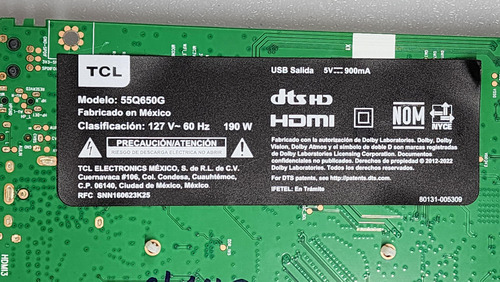 TCL
Modelo: 55Q650G
Fabricado en México
Clasificación: 127 V~ 60 Hz 190 W
PRECAUCIÓN/ATENCIÓN
RIESGO DE DESCARGA ELÉCTRICA NO ABRIR
TCL ELECTRONICS MÉXICO, S. de R.L. de C.V.
Cuernavaca #106, Col. Condesa, Cuauhtémoc,
C.P. 06140, Ciudad de México, México
RFC SNN160623K25
USB Salida 5V⎓900mA
dts HD
HDMI
NOM
NYCE
Fabricado con la autorización de Dolby Laboratories. Dolby, Dolby
Vision, Dolby Atmos y el símbolo de doble D son marcas registradas
de Dolby Laboratories Licensing Corporation. Documentos
confidenciales no publicados. Derechos de propiedad © 2012-2022
Dolby Laboratories. Todos los derechos reservados.
For DTS patents, see http://patents.dts.com.
IFETEL: En Trámite
80131-005309
HDMI3